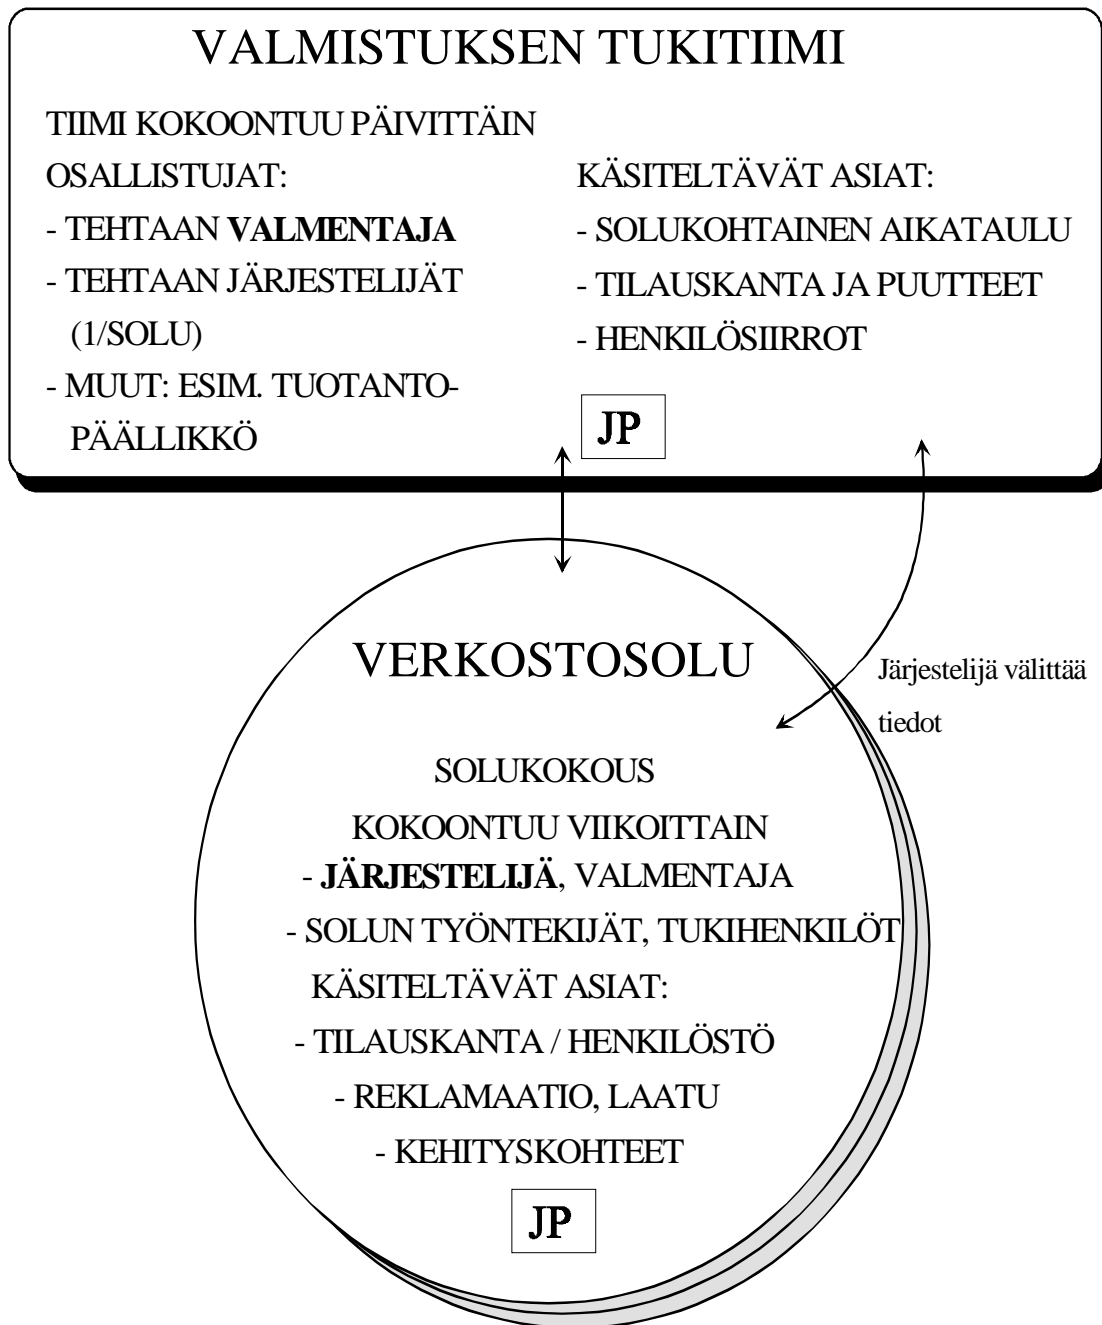 VALMISTUKSEN TUKITIIMI
TIIMI KOKOONTUU PÄIVITTÄIN
OSALLISTUJAT:
- TEHTAAN VALMENTAJA
- TEHTAAN JÄRJESTELIJÄT
(1/SOLU)
- MUUT: ESIM. TUOTANTO-
PÄÄLLIKKÖ
KÄSITELTÄVÄT ASIAT:
- SOLUKOHTAINEN AIKATAULU
- TILAUSKANTA JA PUUTTEET
- HENKILÖSIIRROT
JP
VERKOSTOSOLU
Järjestelijä välittää
tiedot
SOLUKOKOUS
KOKOONTUU VIIKOITTAIN
- JÄRJESTELIJÄ, VALMENTAJA
- SOLUN TYÖNTEKIJÄT, TUKIHENKILÖT
KÄSITELTÄVÄT ASIAT:
- TILAUSKANTA / HENKILÖSTÖ
- REKLAMAATIO, LAATU
- KEHITYSKOHTEET
JP